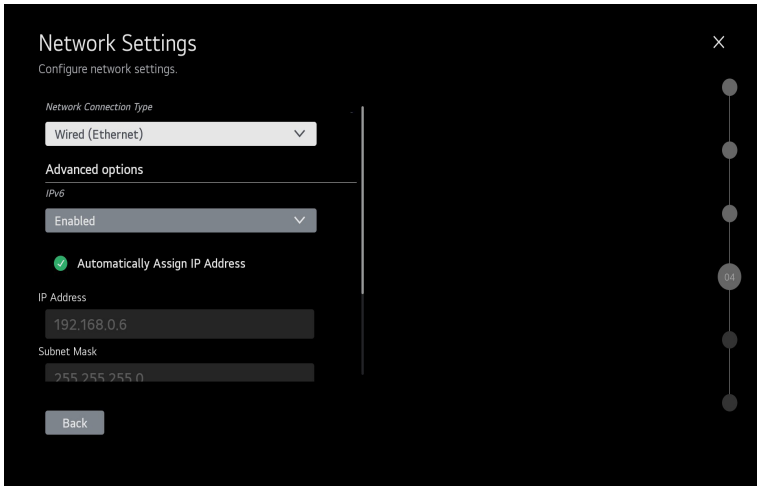 Network Settings
Configure network settings.
Network Connection Type
Wired (Ethernet)
Advanced options
IPv6
Enabled
Automatically Assign IP Address
IP Address
192.168.0.6
Subnet Mask
255.255.255.0
Back
04